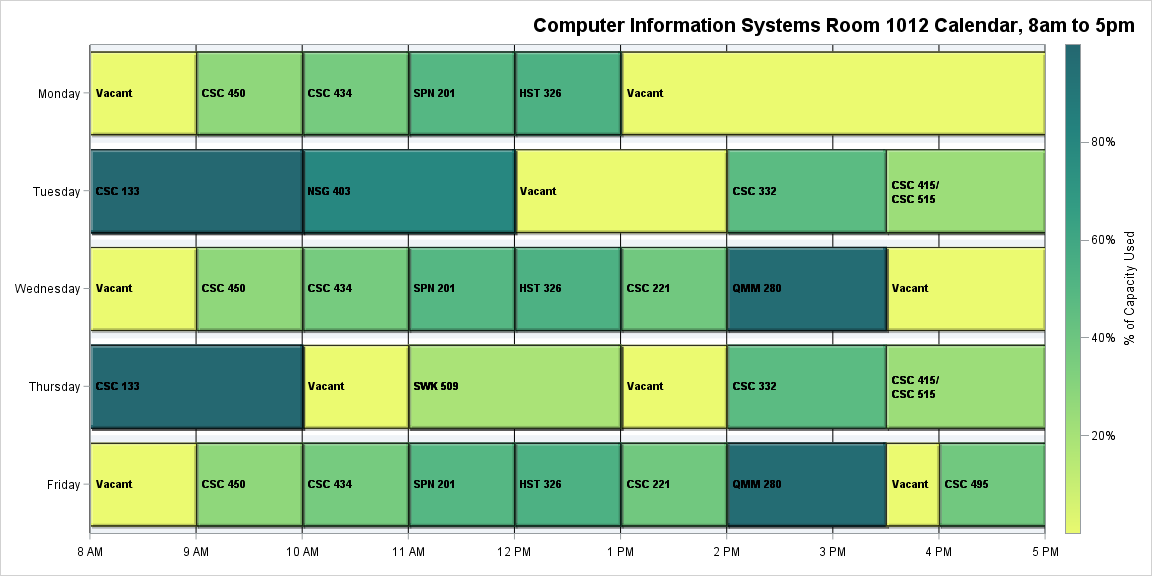 Computer Information Systems Room 1012 Calendar, 8am to 5pm
Monday
Vacant
CSC 450
CSC 434
SPN 201
HST 326
Vacant
Tuesday
CSC 133
NSG 403
Vacant
CSC 332
CSC 415/
CSC 515
Wednesday
Vacant
CSC 450
CSC 434
SPN 201
HST 326
CSC 221
QMM 280
Vacant
Thursday
CSC 133
Vacant
SWK 509
Vacant
CSC 332
CSC 415/
CSC 515
Friday
Vacant
CSC 450
CSC 434
SPN 201
HST 326
CSC 221
QMM 280
Vacant
CSC 495
8 AM
9 AM
10 AM
11 AM
12 PM
1 PM
2 PM
3 PM
4 PM
5 PM
80%
60%
40%
20%
% of Capacity Used